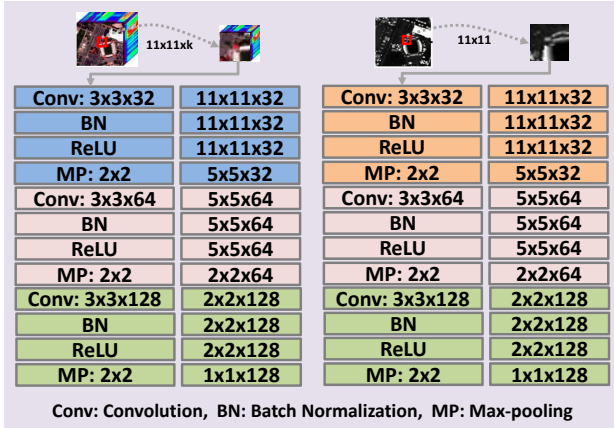 11x11xk
Conv: 3x3x32 11x11x32
BN 11x11x32
ReLU 11x11x32
MP: 2x2 5x5x32
Conv: 3x3x64 5x5x64
BN 5x5x64
ReLU 5x5x64
MP: 2x2 2x2x64
Conv: 3x3x128 2x2x128
BN 2x2x128
ReLU 2x2x128
MP: 2x2 1x1x128
11x11
Conv: 3x3x32 11x11x32
BN 11x11x32
ReLU 11x11x32
MP: 2x2 5x5x32
Conv: 3x3x64 5x5x64
BN 5x5x64
ReLU 5x5x64
MP: 2x2 2x2x64
Conv: 3x3x128 2x2x128
BN 2x2x128
ReLU 2x2x128
MP: 2x2 1x1x128
Conv: Convolution, BN: Batch Normalization, MP: Max-pooling